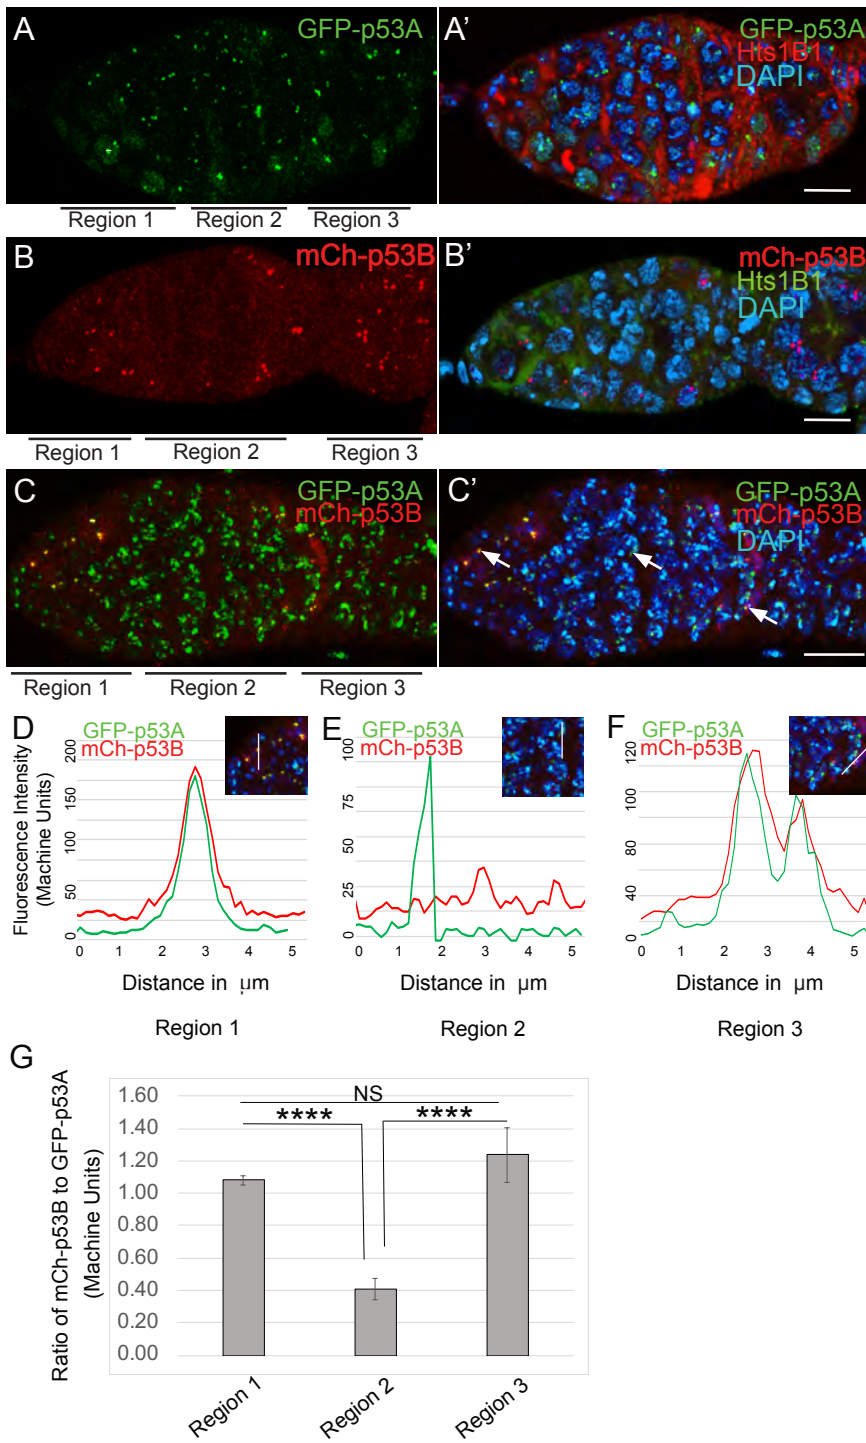 A
GFP-p53A
A'
GFP-p53A
Hts1B1
DAPI
Region 1
Region 2
Region 3
B
mCh-p53B
B'
mCh-p53B
Hts1B1
DAPI
Region 1
Region 2
Region 3
C
GFP-p53A
mCh-p53B
C'
GFP-p53A
mCh-p53B
DAPI
Region 1
Region 2
Region 3
D
GFP-p53A
mCh-p53B
Fluorescence Intensity
(Machine Units)
200
175
150
100
75
50
25
0
0 1 2 3 4 5
Distance in μm
Region 1
E
GFP-p53A
mCh-p53B
100
75
50
25
0
0 1 2 3 4 5
Distance in μm
Region 2
F
GFP-p53A
mCh-p53B
120
100
80
60
40
0
0 1 2 3 4 5
Distance in μm
Region 3
G
Ratio of mCh-p53B to GFP-p53A
(Machine Units)
1.60
1.40
1.20
1.00
0.80
0.60
0.40
0.20
0.00
NS
****
****
Region 1
Region 2
Region 3